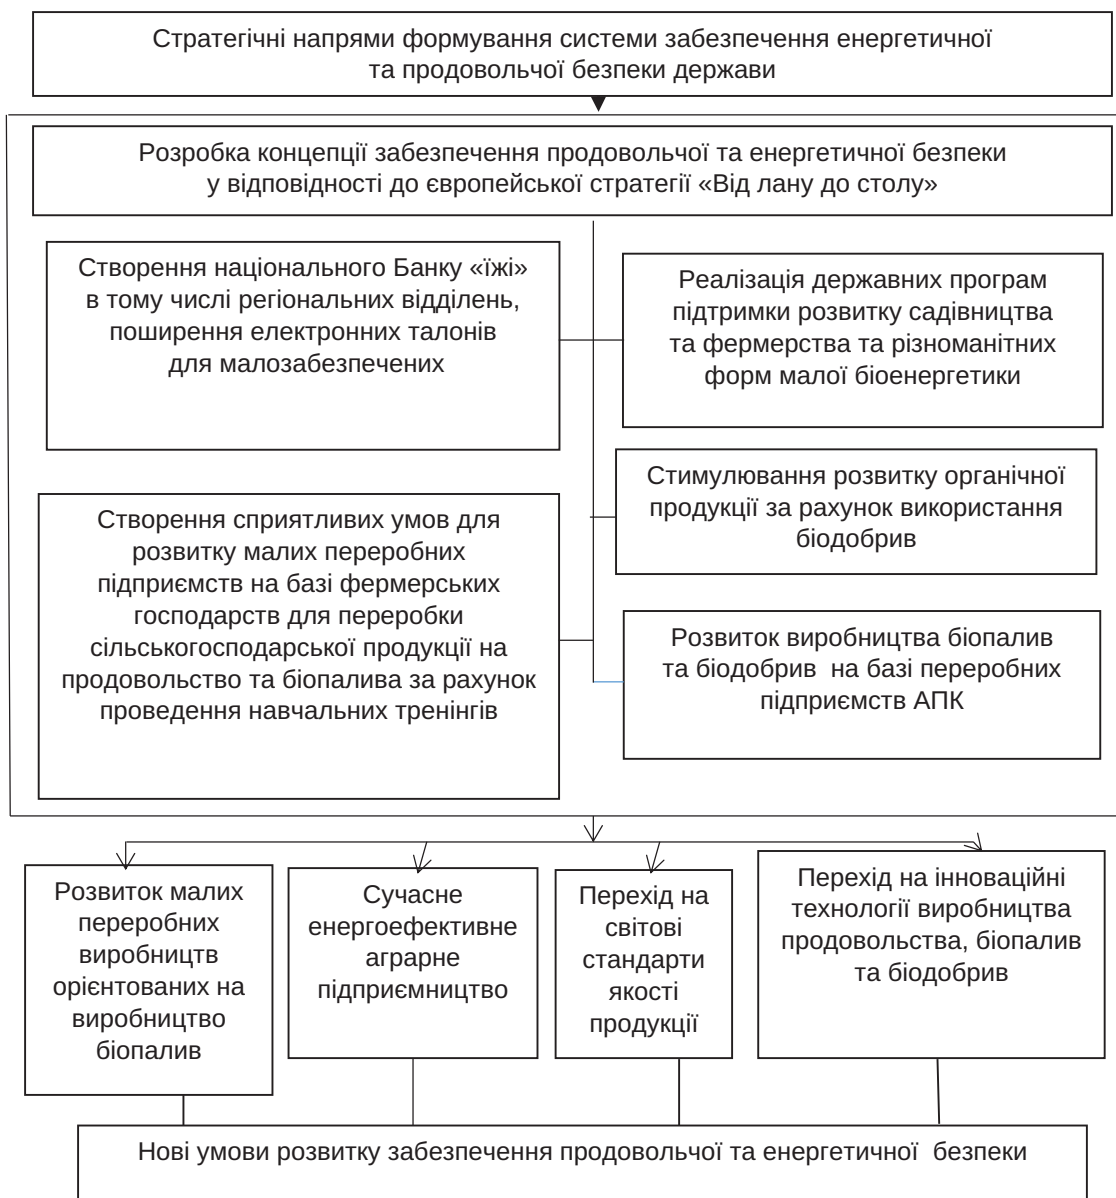 Стратегічні напрями формування системи забезпечення енергетичної
та продовольчої безпеки держави
Розробка концепції забезпечення продовольчої та енергетичної безпеки
у відповідності до європейської стратегії «Від лану до столу»
Створення національного Банку «їжі»
в тому числі регіональних відділень,
поширення електронних талонів
для малозабезпечених
Реалізація державних програм
підтримки розвитку садівництва
та фермерства та різноманітних
форм малої біоенергетики
Стимулювання розвитку органічної
продукції за рахунок використання
біодобрив
Створення сприятливих умов для
розвитку малих переробних
підприємств на базі фермерських
господарств для переробки
сільськогосподарської продукції на
продовольство та біопалива за рахунок
проведення навчальних тренінгів
Розвиток виробництва біопалив
та біодобрив на базі переробних
підприємств АПК
Розвиток малих
переробних
виробництв
орієнтованих на
виробництво
біопалив
Сучасне
енергоефективне
аграрне
підприємництво
Перехід на
світові
стандарти
якості
продукції
Перехід на інноваційні
технології виробництва
продовольства, біопалив
та біодобрив
Нові умови розвитку забезпечення продовольчої та енергетичної безпеки